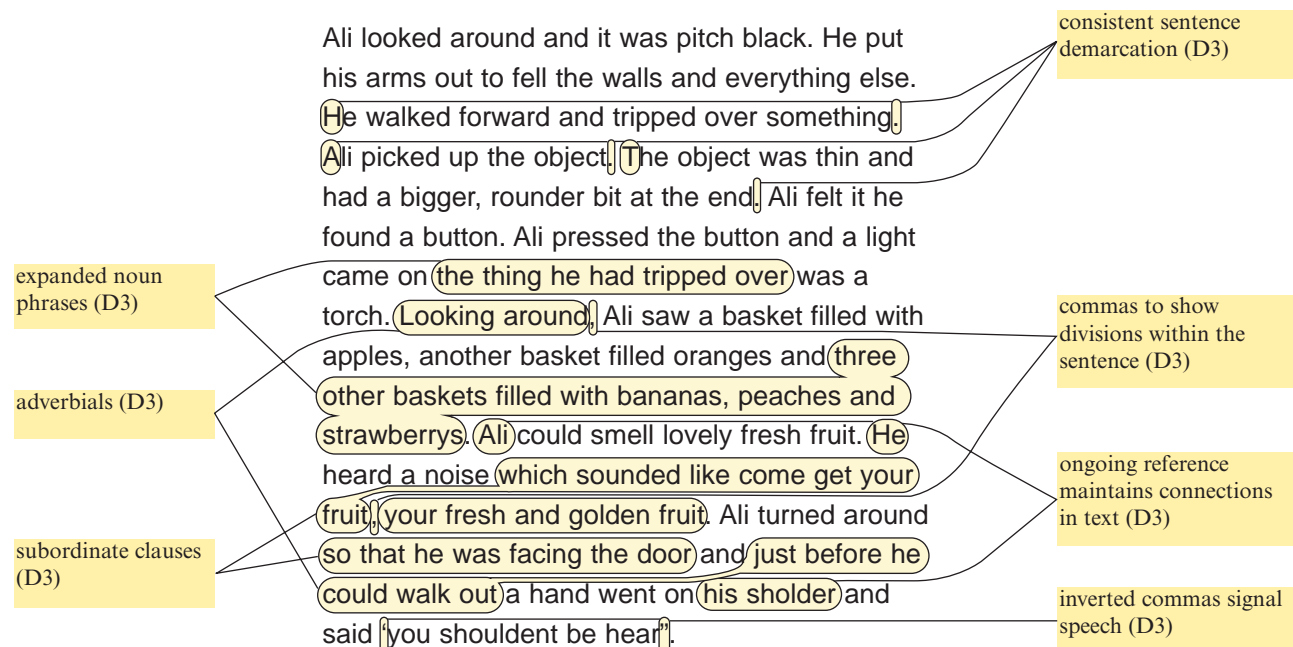 consistent sentence
demarcation (D3)
Ali looked around and it was pitch black. He put
his arms out to fell the walls and everything else.
He walked forward and tripped over something.
Ali picked up the object. The object was thin and
had a bigger, rounder bit at the end. Ali felt it he
found a button. Ali pressed the button and a light
came on the thing he had tripped over was a
torch. Looking around, Ali saw a basket filled with
apples, another basket filled oranges and three
other baskets filled with bananas, peaches and
strawberrys. Ali could smell lovely fresh fruit. He
heard a noise which sounded like come get your
fruit, your fresh and golden fruit. Ali turned around
so that he was facing the door and just before he
could walk out a hand went on his sholder and
said ‘you shouldent be hear”.
expanded noun
phrases (D3)
adverbials (D3)
subordinate clauses
(D3)
commas to show
divisions within the
sentence (D3)
ongoing reference
maintains connections
in text (D3)
inverted commas signal
speech (D3)